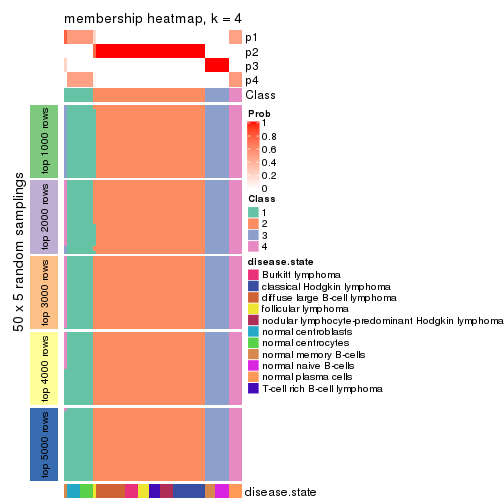 membership heatmap, k = 4
p1
p2
p3
p4
Class
50 x 5 random samplings
top 1000 rows
top 2000 rows
top 3000 rows
top 4000 rows
top 5000 rows
disease.state
Prob
1
0.8
0.6
0.4
0.2
0
Class
1
2
3
4
disease.state
Burkitt lymphoma
classical Hodgkin lymphoma
diffuse large B-cell lymphoma
follicular lymphoma
nodular lymphocyte-predominant Hodgkin lymphoma
normal centroblasts
normal centrocytes
normal memory B-cells
normal naive B-cells
normal plasma cells
T-cell rich B-cell lymphoma